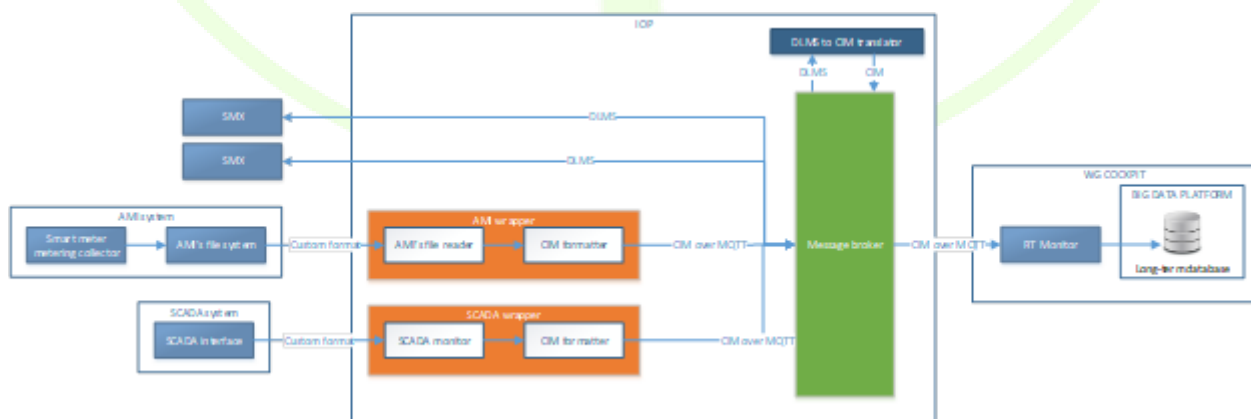 IOP
DLMS to CIM translator
DLMS
CIM
SMX
DLMS
SMX
DLMS
WG COCKPIT
BIG DATA PLATFORM
AMI system
AMI wrapper
Smart meter
metering collector
AMI's file system
Custom format
AMI's file reader
CIM formatter
CIM over MQTT
Message broker
CIM over MQTT
RT Monitor
Long-term database
SCADA system
SCADA wrapper
SCADA interface
Custom format
SCADA monitor
CIM formatter
CIM over MQTT